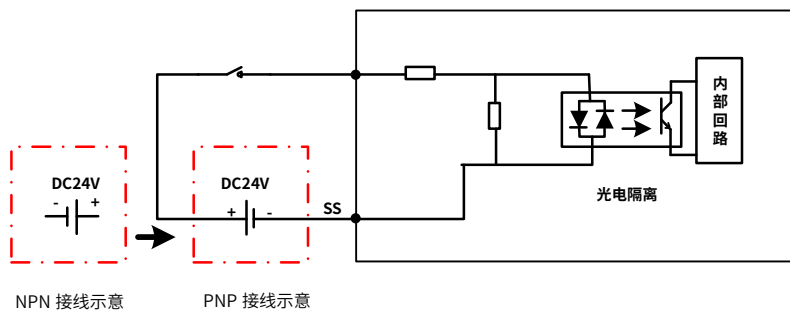 内
部
回
路
光电隔离
DC24V
- +
DC24V
+ -
SS
NPN 接线示意
PNP 接线示意